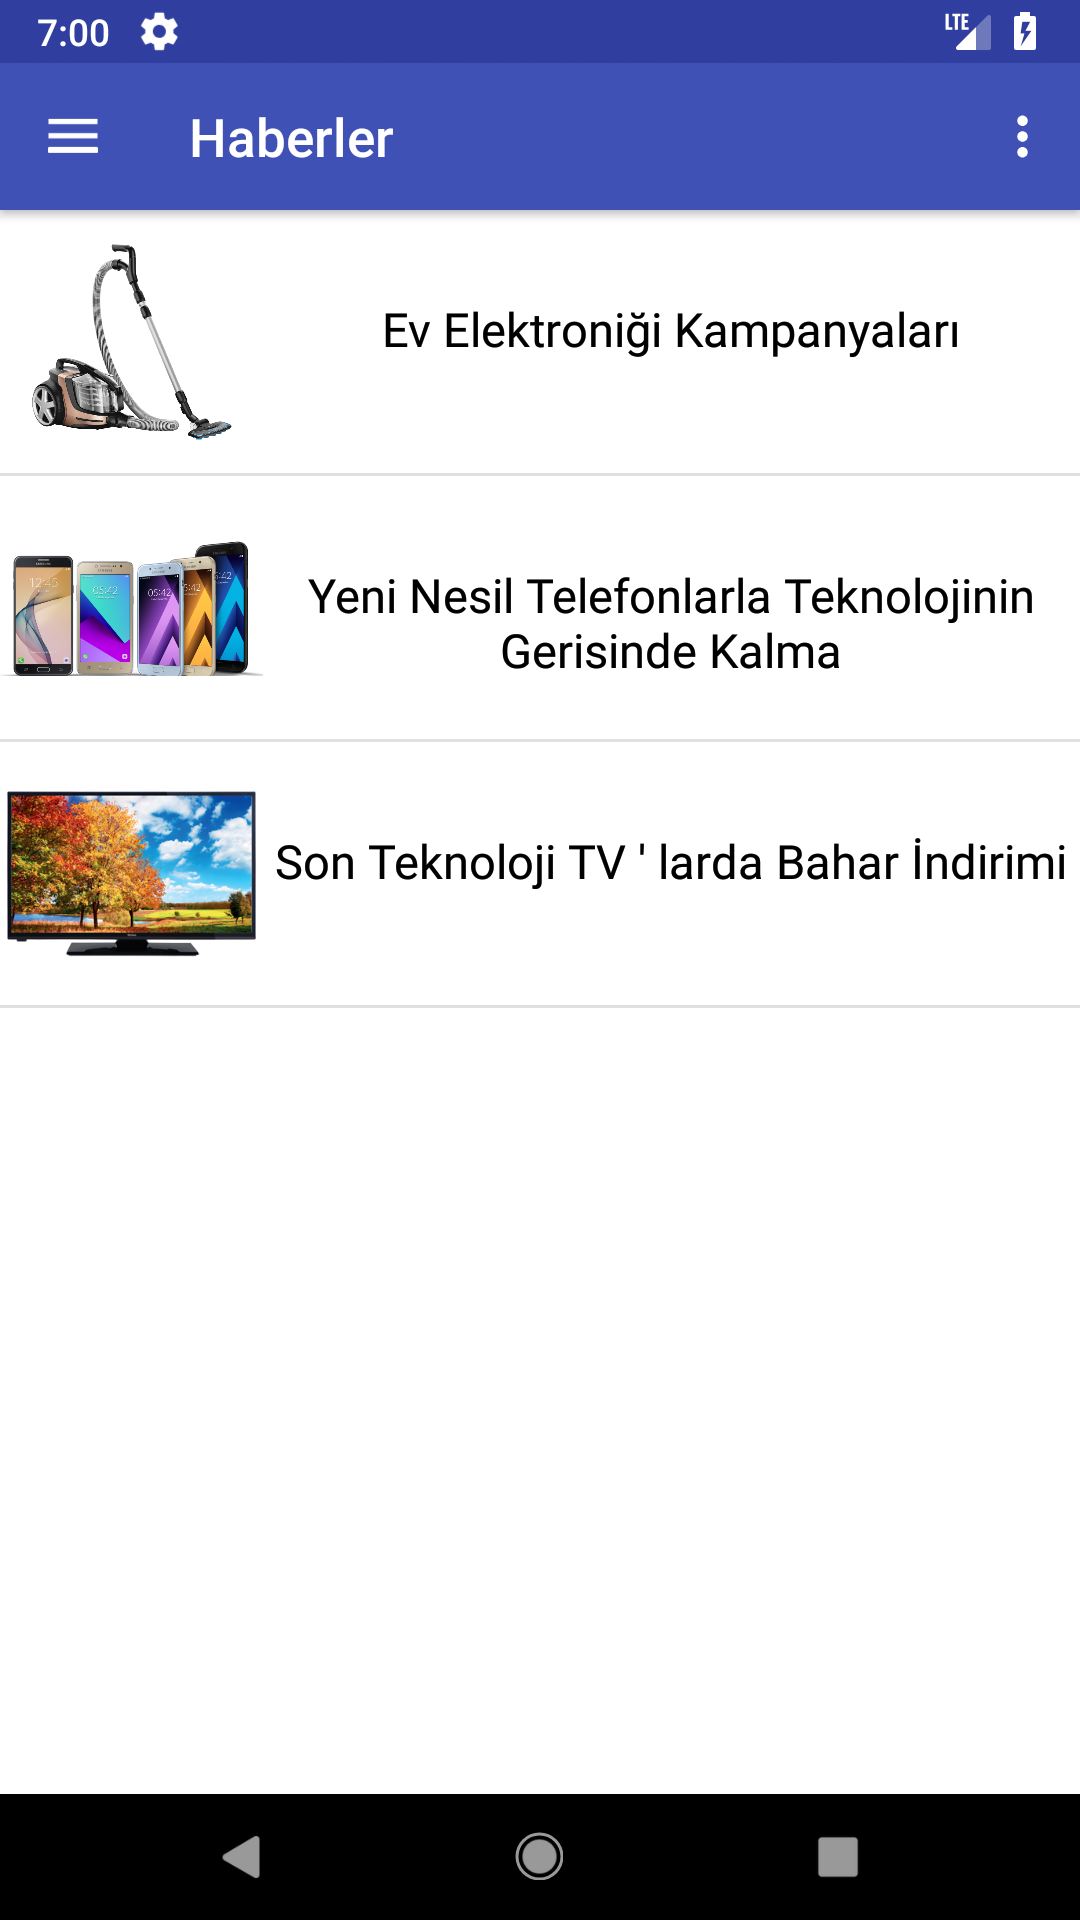 7:00
LTE
Haberler
Ev Elektroniği Kampanyaları
12:45
05:42
05:42
5:42
5:42
Yeni Nesil Telefonlarla Teknolojinin
Gerisinde Kalma
Son Teknoloji TV ' larda Bahar İndirimi